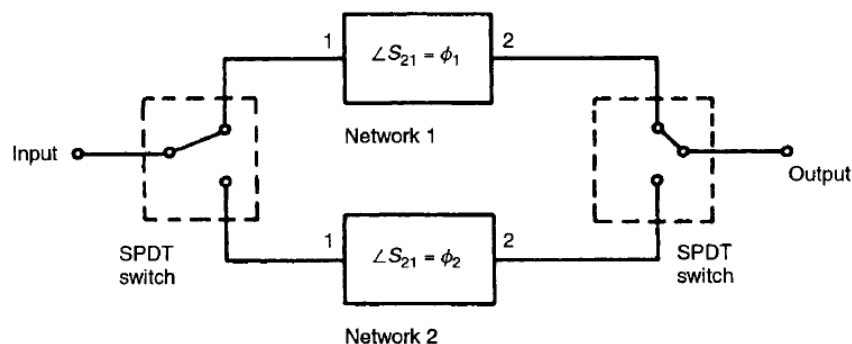 1
∠S₂₁ = ϕ₁
2
Network 1
Input
Output
SPDT
switch
1
∠S₂₁ = ϕ₂
2
SPDT
switch
Network 2